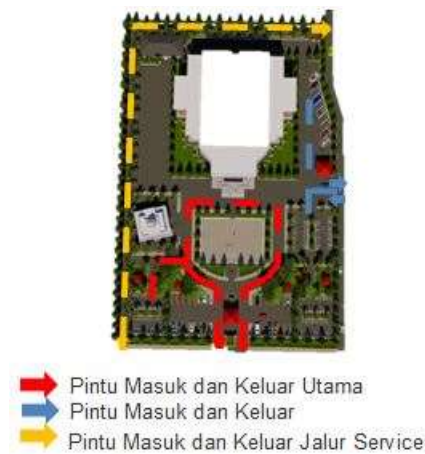 Pintu Masuk dan Keluar Utama
Pintu Masuk dan Keluar
Pintu Masuk dan Keluar Jalur Service